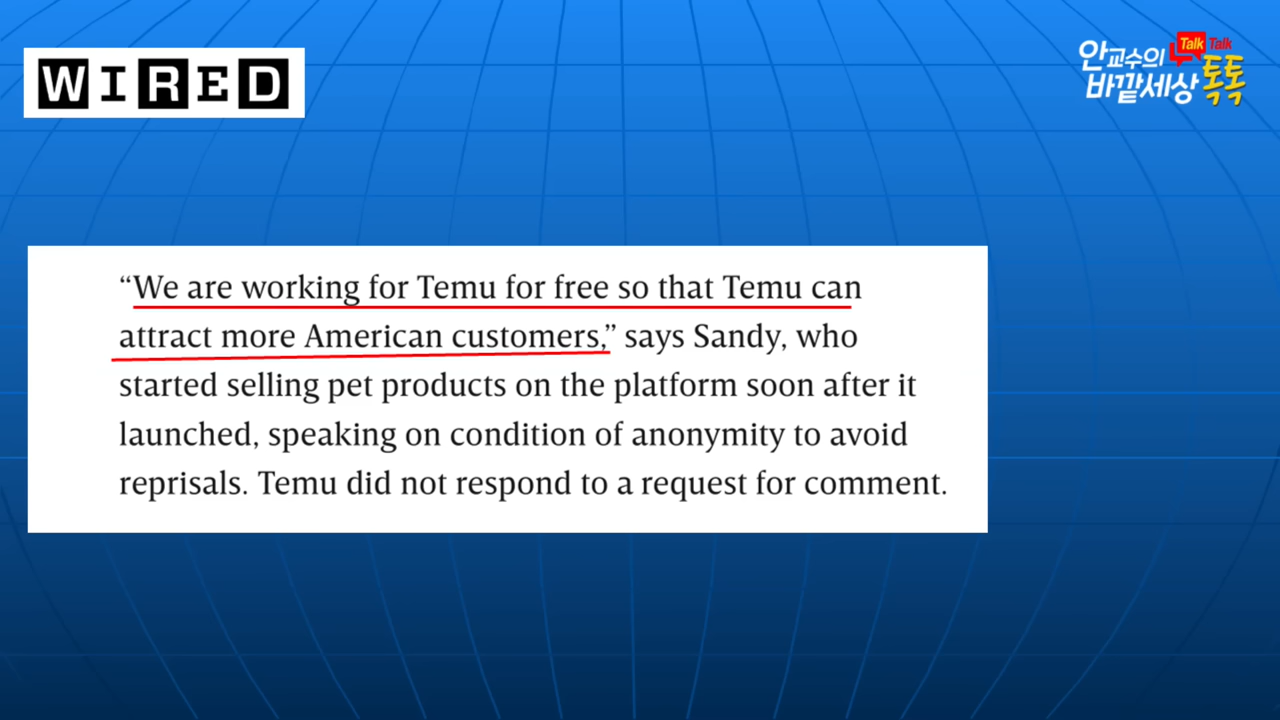 WIRED
안교수의 Talk Talk
바깥세상 톡톡
“We are working for Temu for free so that Temu can
attract more American customers,” says Sandy, who
started selling pet products on the platform soon after it
launched, speaking on condition of anonymity to avoid
reprisals. Temu did not respond to a request for comment.